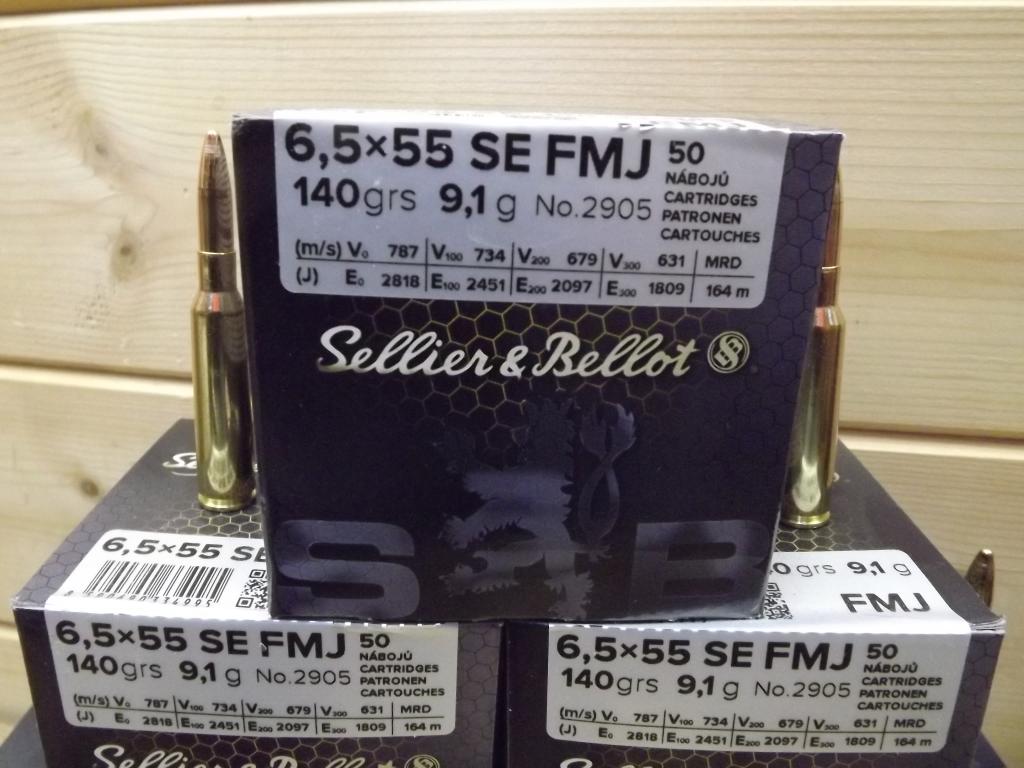 6,5×55 SE FMJ 50
NÁBOJŮ
140grs 9,1 g No.2905 CARTRIDGES
PATRONEN
CARTOUCHES
(m/s) V₀ 787 V₁₀₀ 734 V₂₀₀ 679 V₃₀₀ 631 MRD
(J) E₀ 2818 E₁₀₀ 2451 E₂₀₀ 2097 E₃₀₀ 1809 164 m
Sellier & Bellot
S B
6,5×55 SE
6,5×55 SE FMJ 50
NÁBOJŮ
140grs 9,1 g No.2905 CARTRIDGES
PATRONEN
CARTOUCHES
(m/s) V₀ 787 V₁₀₀ 734 V₂₀₀ 679 V₃₀₀ 631 MRD
(J) E₀ 2818 E₁₀₀ 2451 E₂₀₀ 2097 E₃₀₀ 1809 164 m
Sellier & Bellot
grs 9,1 g
FMJ
6,5×55 SE FMJ 50
NÁBOJŮ
140grs 9,1 g No.2905 CARTRIDGES
PATRONEN
CARTOUCHES
(m/s) V₀ 787 V₁₀₀ 734 V₂₀₀ 679 V₃₀₀ 631 MRD
(J) E₀ 2818 E₁₀₀ 2451 E₂₀₀ 2097 E₃₀₀ 1809 164 m
Sellier & Bellot